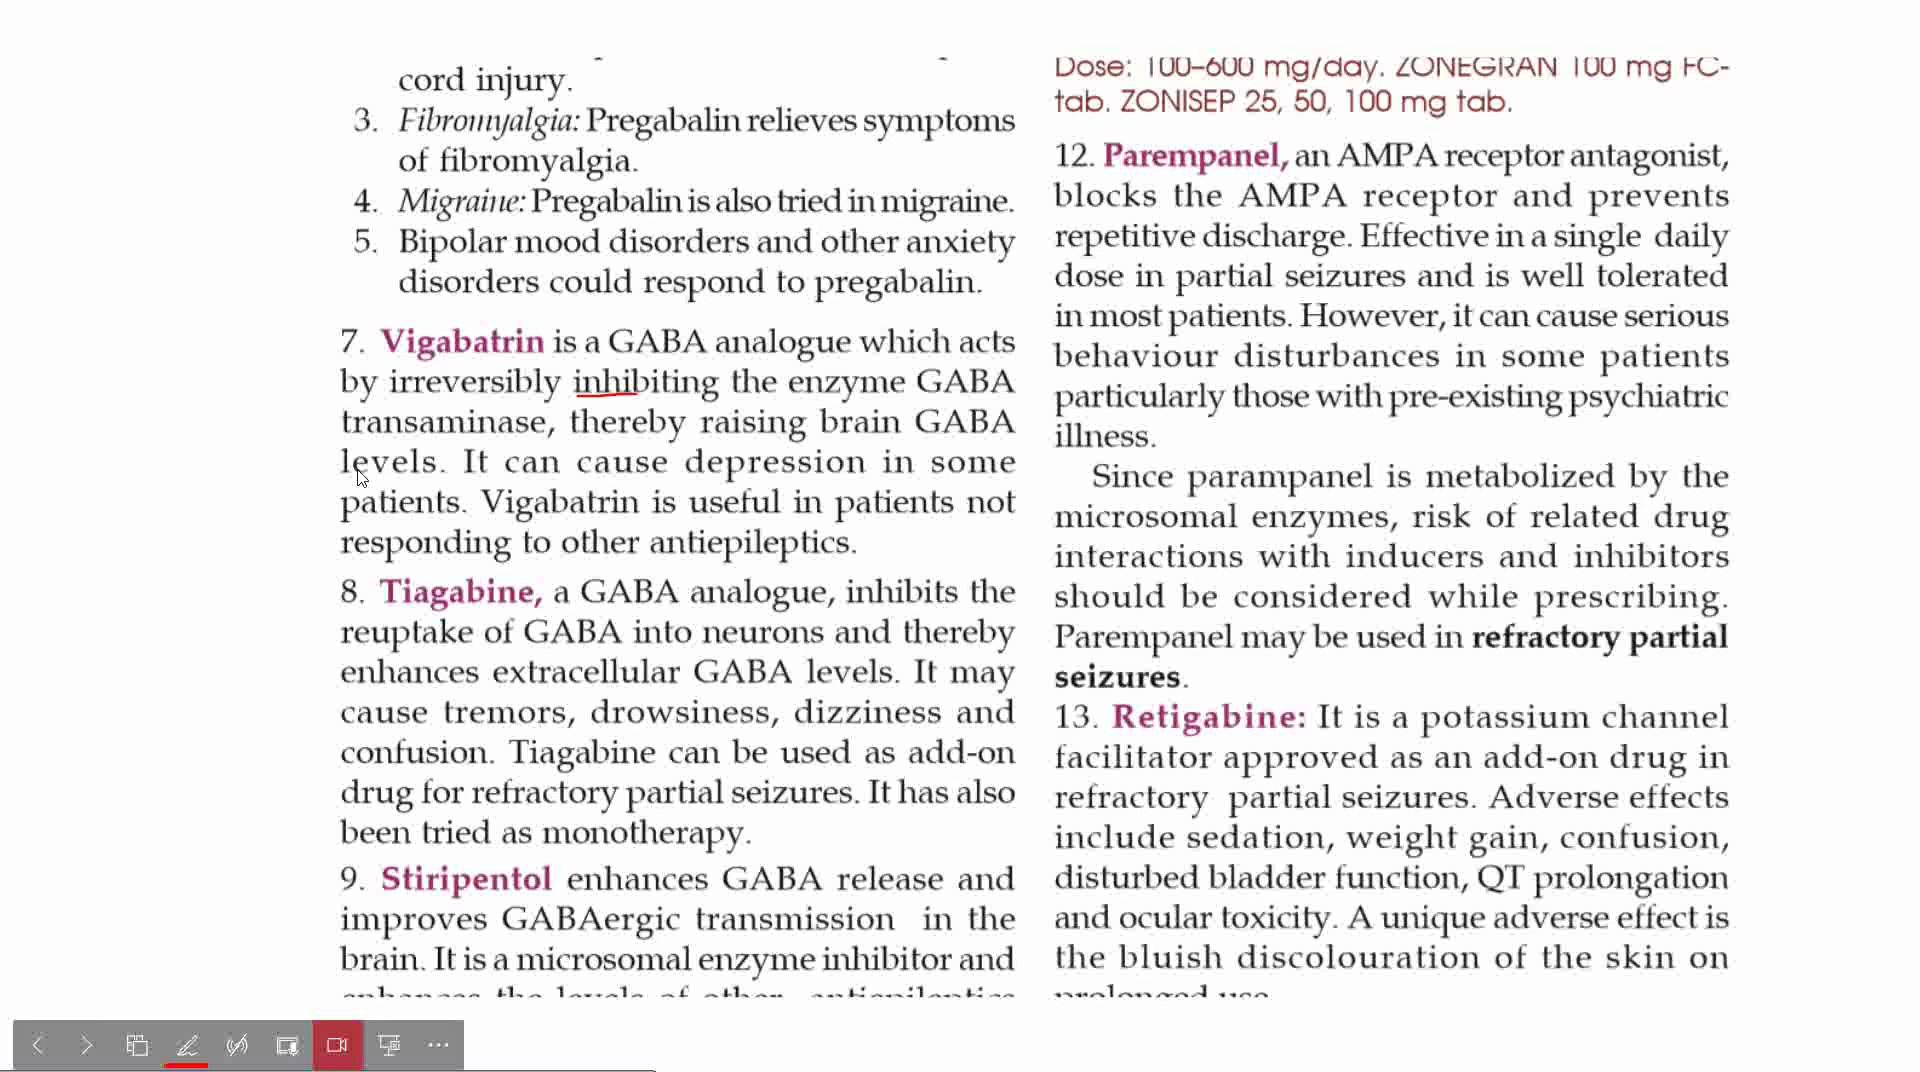 cord injury.
3. Fibromyalgia: Pregabalin relieves symptoms
of fibromyalgia.
4. Migraine: Pregabalin is also tried in migraine.
5. Bipolar mood disorders and other anxiety
disorders could respond to pregabalin.
7. Vigabatrin is a GABA analogue which acts
by irreversibly inhibiting the enzyme GABA
transaminase, thereby raising brain GABA
levels. It can cause depression in some
patients. Vigabatrin is useful in patients not
responding to other antiepileptics.
8. Tiagabine, a GABA analogue, inhibits the
reuptake of GABA into neurons and thereby
enhances extracellular GABA levels. It may
cause tremors, drowsiness, dizziness and
confusion. Tiagabine can be used as add-on
drug for refractory partial seizures. It has also
been tried as monotherapy.
9. Stiripentol enhances GABA release and
improves GABAergic transmission in the
brain. It is a microsomal enzyme inhibitor and
enhances the levels of other antiepileptics
Dose: 100–600 mg/day. ZONEGRAN 100 mg FC-
tab. ZONISEP 25, 50, 100 mg tab.
12. Parempanel, an AMPA receptor antagonist,
blocks the AMPA receptor and prevents
repetitive discharge. Effective in a single daily
dose in partial seizures and is well tolerated
in most patients. However, it can cause serious
behaviour disturbances in some patients
particularly those with pre-existing psychiatric
illness.
Since parampanel is metabolized by the
microsomal enzymes, risk of related drug
interactions with inducers and inhibitors
should be considered while prescribing.
Parempanel may be used in refractory partial
seizures.
13. Retigabine: It is a potassium channel
facilitator approved as an add-on drug in
refractory partial seizures. Adverse effects
include sedation, weight gain, confusion,
disturbed bladder function, QT prolongation
and ocular toxicity. A unique adverse effect is
the bluish discolouration of the skin on
prolonged use.